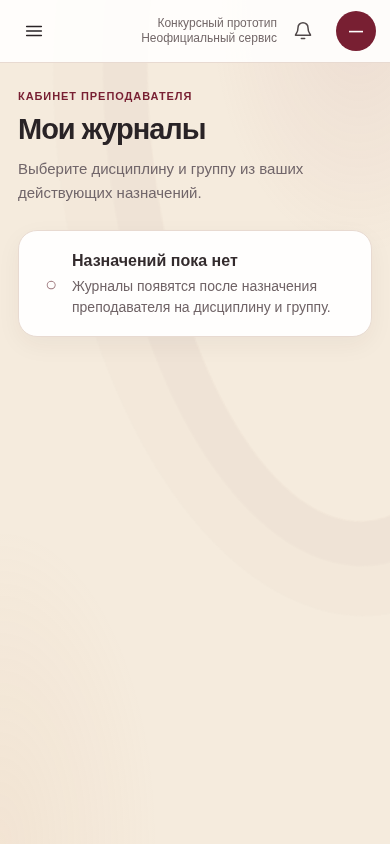 Конкурсный прототип
Неофициальный сервис
—
КАБИНЕТ ПРЕПОДАВАТЕЛЯ
Мои журналы
Выберите дисциплину и группу из ваших
действующих назначений.
Назначений пока нет
Журналы появятся после назначения
преподавателя на дисциплину и группу.